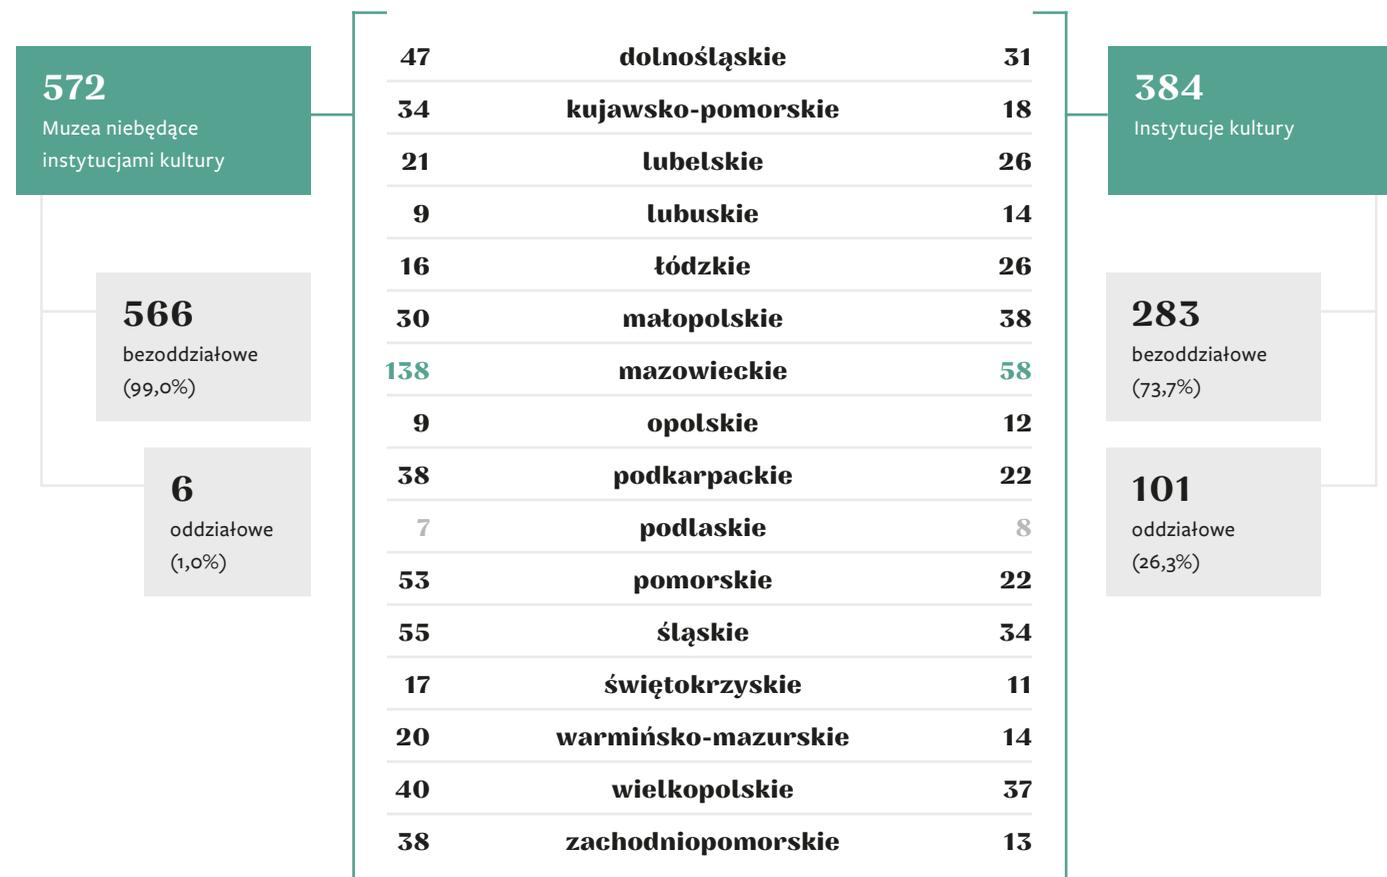 572
Muzea niebędące
instytucjami kultury
566
bezoddziałowe
(99,0%)
6
oddziałowe
(1,0%)
47 dolnośląskie 31
34 kujawsko-pomorskie 18
21 lubelskie 26
9 lubuskie 14
16 łódzkie 26
30 małopolskie 38
138 mazowieckie 58
9 opolskie 12
38 podkarpackie 22
7 podlaskie 8
53 pomorskie 22
55 śląskie 34
17 świętokrzyskie 11
20 warmińsko-mazurskie 14
40 wielkopolskie 37
38 zachodniopomorskie 13
384
Instytucje kultury
283
bezoddziałowe
(73,7%)
101
oddziałowe
(26,3%)